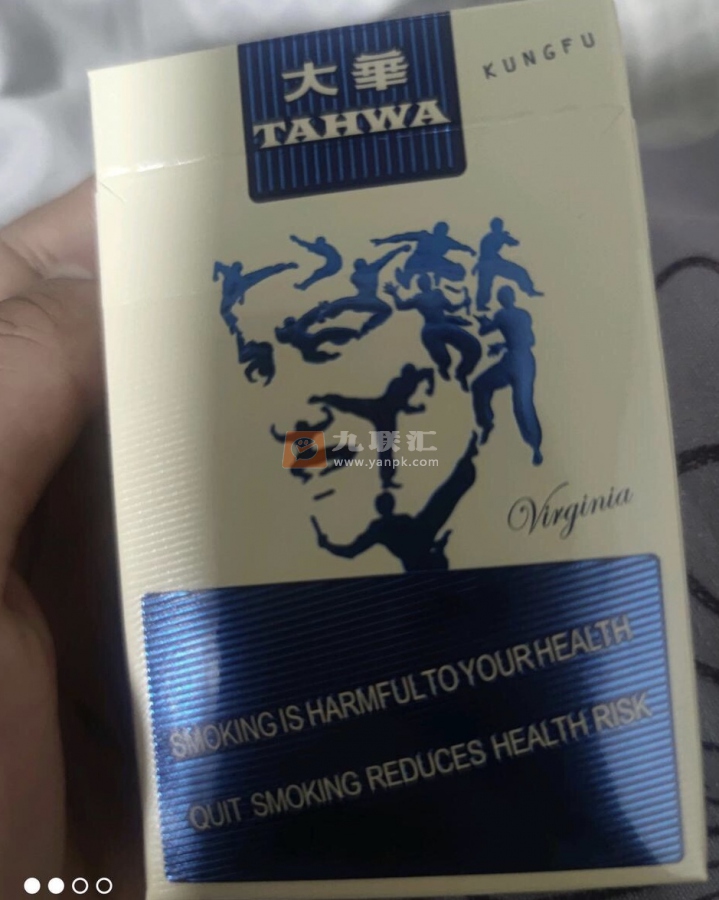 大華
TAHWA
KUNGFU
九联汇
www.yanpk.com
Virginia
SMOKING IS HARMFUL TO YOUR HEALTH
QUIT SMOKING REDUCES HEALTH RISK